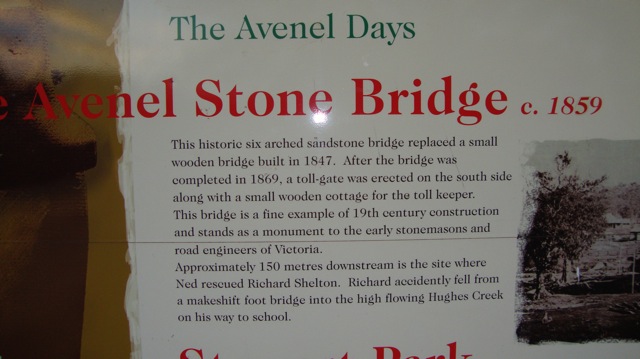 The Avenel Days
e Avenel Stone Bridge c. 1859
This historic six arched sandstone bridge replaced a small
wooden bridge built in 1847. After the bridge was
completed in 1869, a toll-gate was erected on the south side
along with a small wooden cottage for the toll keeper.
This bridge is a fine example of 19th century construction
and stands as a monument to the early stonemasons and
road engineers of Victoria.
Approximately 150 metres downstream is the site where
Ned rescued Richard Shelton. Richard accidently fell from
a makeshift foot bridge into the high flowing Hughes Creek
on his way to school.
Park